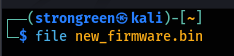 ┌──(strongreen㉿kali)-[~]
└─$ file new_firmware.bin